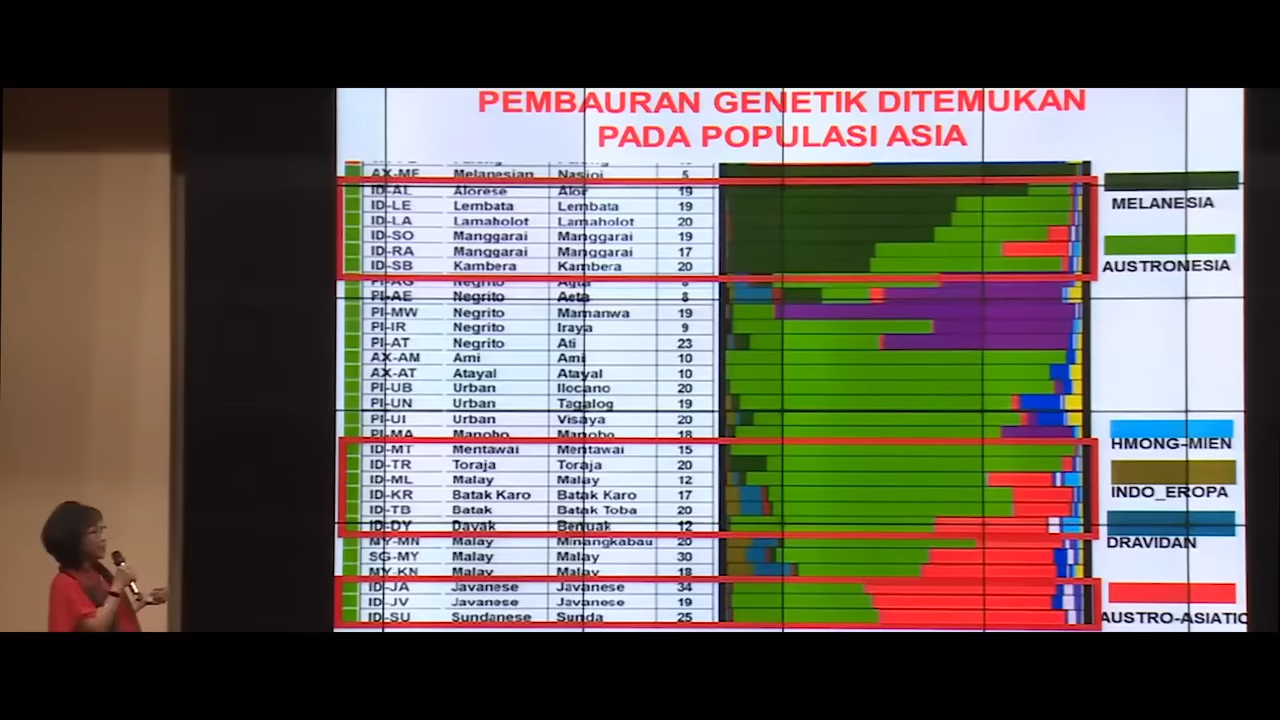 PEMBAURAN GENETIK DITEMUKAN
PADA POPULASI ASIA
AX-ME Melanesian Nasioi 5
ID-AL Alorese Alor 19
ID-LE Lembata Lembata 19
ID-LA Lamaholot Lamaholot 20
ID-SO Manggarai Manggarai 19
ID-RA Manggarai Manggarai 17
ID-SB Kambera Kambera 20
PI-AG Negrito Agta 8
PI-AE Negrito Aeta 8
PI-MW Negrito Mamanwa 19
PI-IR Negrito Iraya 9
PI-AT Negrito Ati 23
AX-AM Ami Ami 10
AX-AT Atayal Atayal 10
PI-UB Urban Ilocano 20
PI-UN Urban Tagalog 19
PI-UI Urban Visaya 20
PI-MA Manobo Manobo 18
ID-MT Mentawai Mentawai 15
ID-TR Toraja Toraja 20
ID-ML Malay Malay 12
ID-KR Batak Karo Batak Karo 17
ID-TB Batak Batak Toba 20
ID-DY Dayak Benuak 12
MY-MN Malay Minangkabau 20
SG-MY Malay Malay 30
MY-KN Malay Malay 18
ID-JA Javanese Javanese 34
ID-JV Javanese Javanese 19
ID-SU Sundanese Sunda 25
MELANESIA
AUSTRONESIA
HMONG-MIEN
INDO_EROPA
DRAVIDAN
AUSTRO-ASIATIC